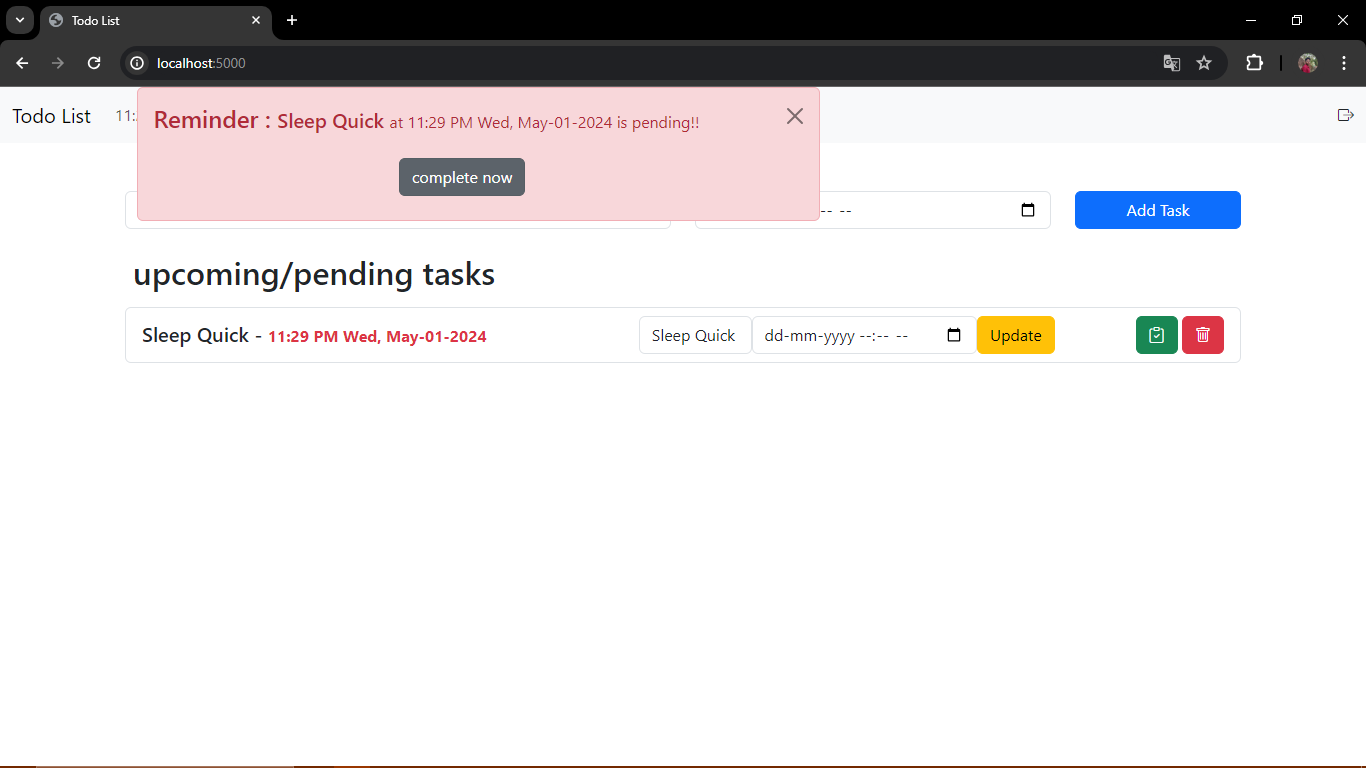 Todo List
localhost:5000
Todo List 11:
Reminder : Sleep Quick at 11:29 PM Wed, May-01-2024 is pending!!
complete now
-- -- Add Task
upcoming/pending tasks
Sleep Quick - 11:29 PM Wed, May-01-2024 Sleep Quick dd-mm-yyyy --:-- -- Update